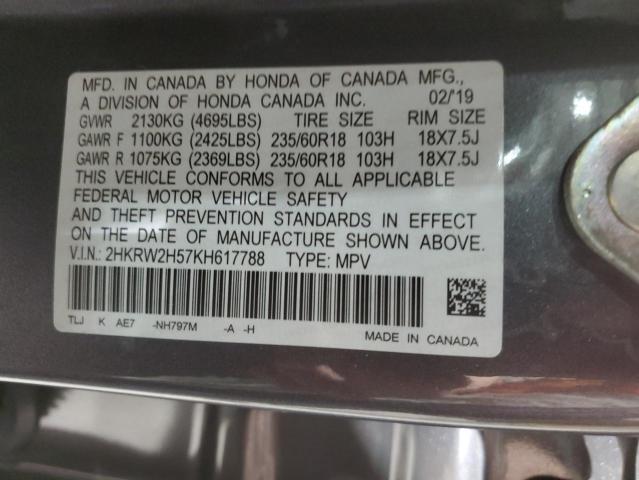 MFD. IN CANADA BY HONDA OF CANADA MFG.,
A DIVISION OF HONDA CANADA INC. 02/'19
GVWR 2130KG (4695LBS) TIRE SIZE RIM SIZE
GAWR F 1100KG (2425LBS) 235/60R18 103H 18X7.5J
GAWR R 1075KG (2369LBS) 235/60R18 103H 18X7.5J
THIS VEHICLE CONFORMS TO ALL APPLICABLE
FEDERAL MOTOR VEHICLE SAFETY
AND THEFT PREVENTION STANDARDS IN EFFECT
ON THE DATE OF MANUFACTURE SHOWN ABOVE.
V.I.N.: 2HKRW2H57KH617788 TYPE: MPV
TLJ K AE7 -NH797M -A -H
MADE IN CANADA